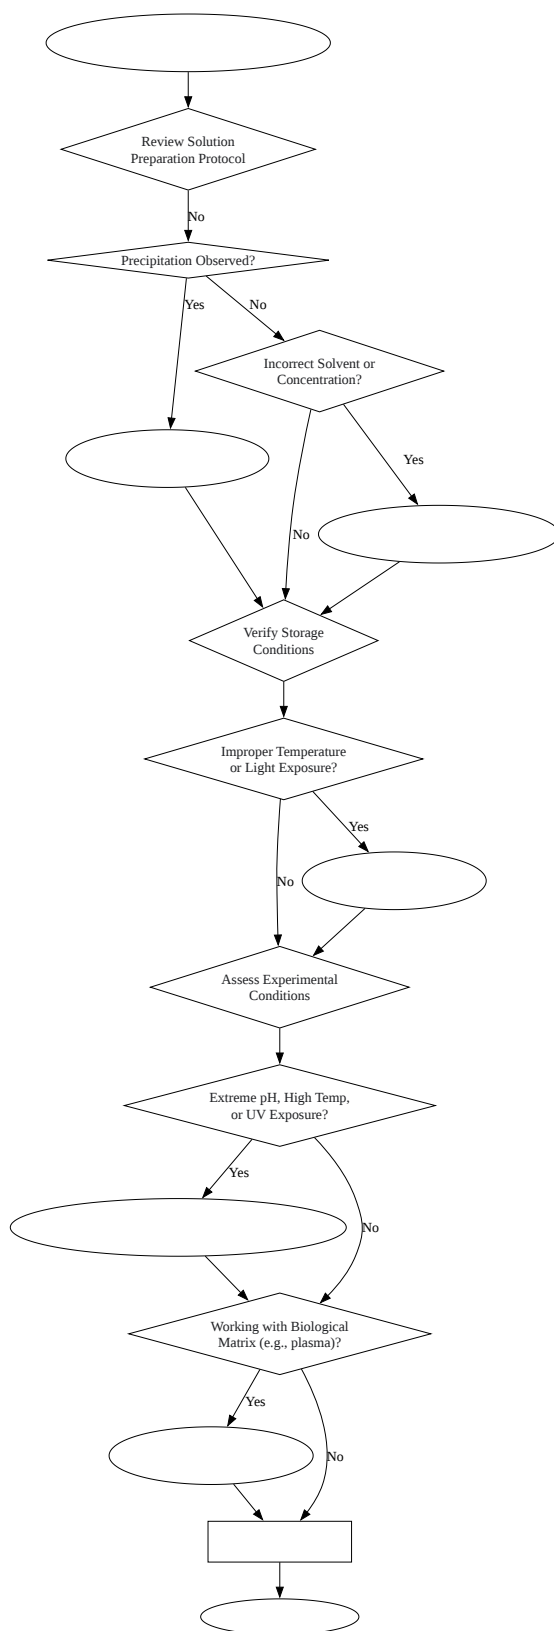 Review Solution
Preparation Protocol
No
Precipitation Observed?
Yes
No
Incorrect Solvent or
Concentration?
Yes
No
Verify Storage
Conditions
Improper Temperature
or Light Exposure?
Yes
No
Assess Experimental
Conditions
Extreme pH, High Temp,
or UV Exposure?
Yes
No
Working with Biological
Matrix (e.g., plasma)?
Yes
No